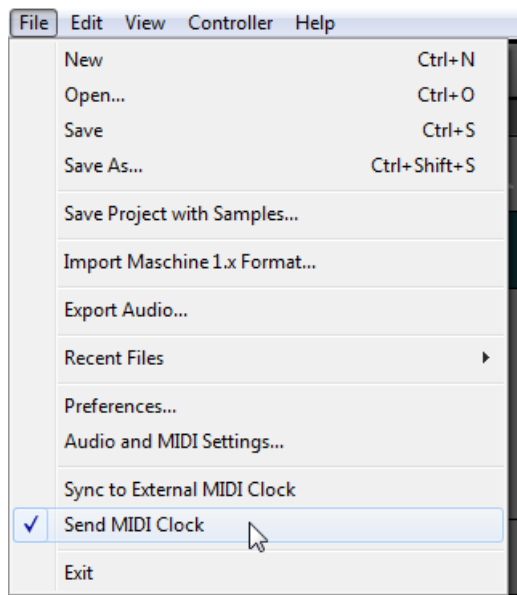 File Edit View Controller Help
New Ctrl+N
Open... Ctrl+O
Save Ctrl+S
Save As... Ctrl+Shift+S
Save Project with Samples...
Import Maschine 1.x Format...
Export Audio...
Recent Files
Preferences...
Audio and MIDI Settings...
Sync to External MIDI Clock
Send MIDI Clock
Exit